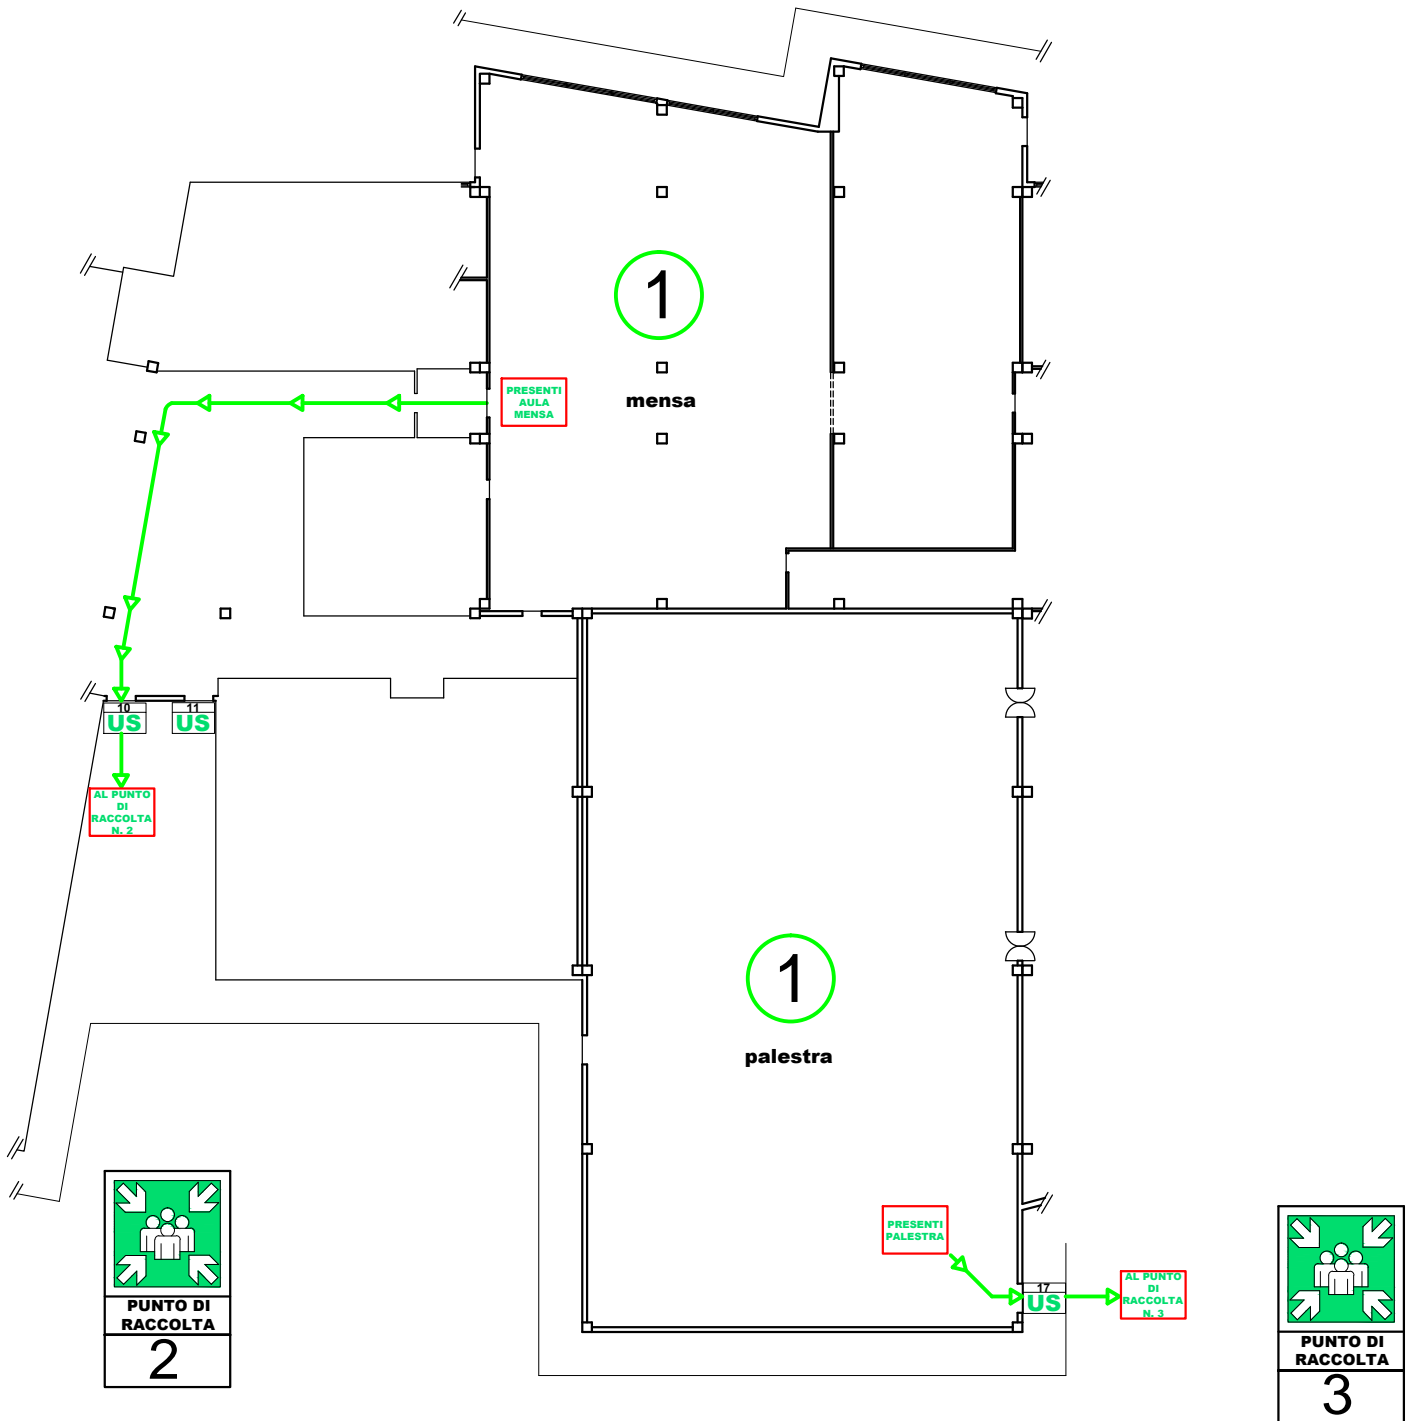 1
mensa
PRESENTI
AULA
MENSA
10
US
11
US
AL PUNTO
DI
RACCOLTA
N. 2
1
palestra
PRESENTI
PALESTRA
17
US
AL PUNTO
DI
RACCOLTA
N. 3
PUNTO DI
RACCOLTA
2
PUNTO DI
RACCOLTA
3